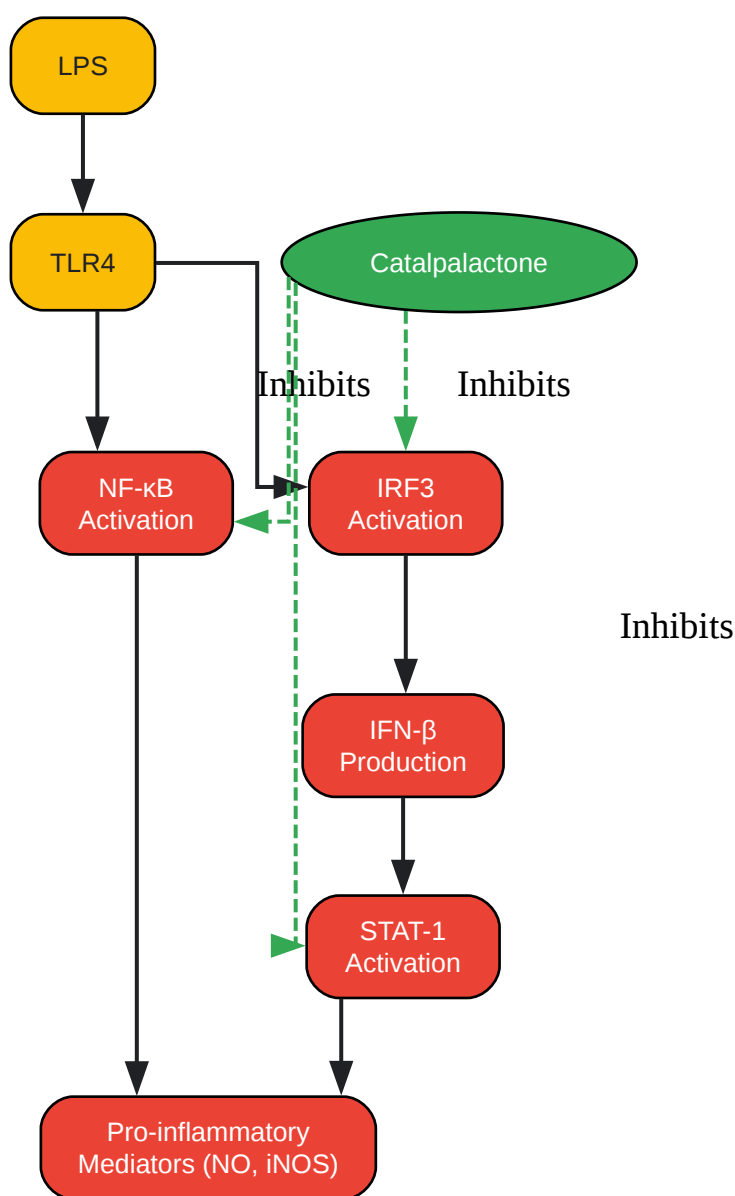 LPS
TLR4
Catalpalactone
Inhibits
Inhibits
NF-κB
Activation
IRF3
Activation
Inhibits
IFN-β
Production
STAT-1
Activation
Pro-inflammatory
Mediators (NO, iNOS)